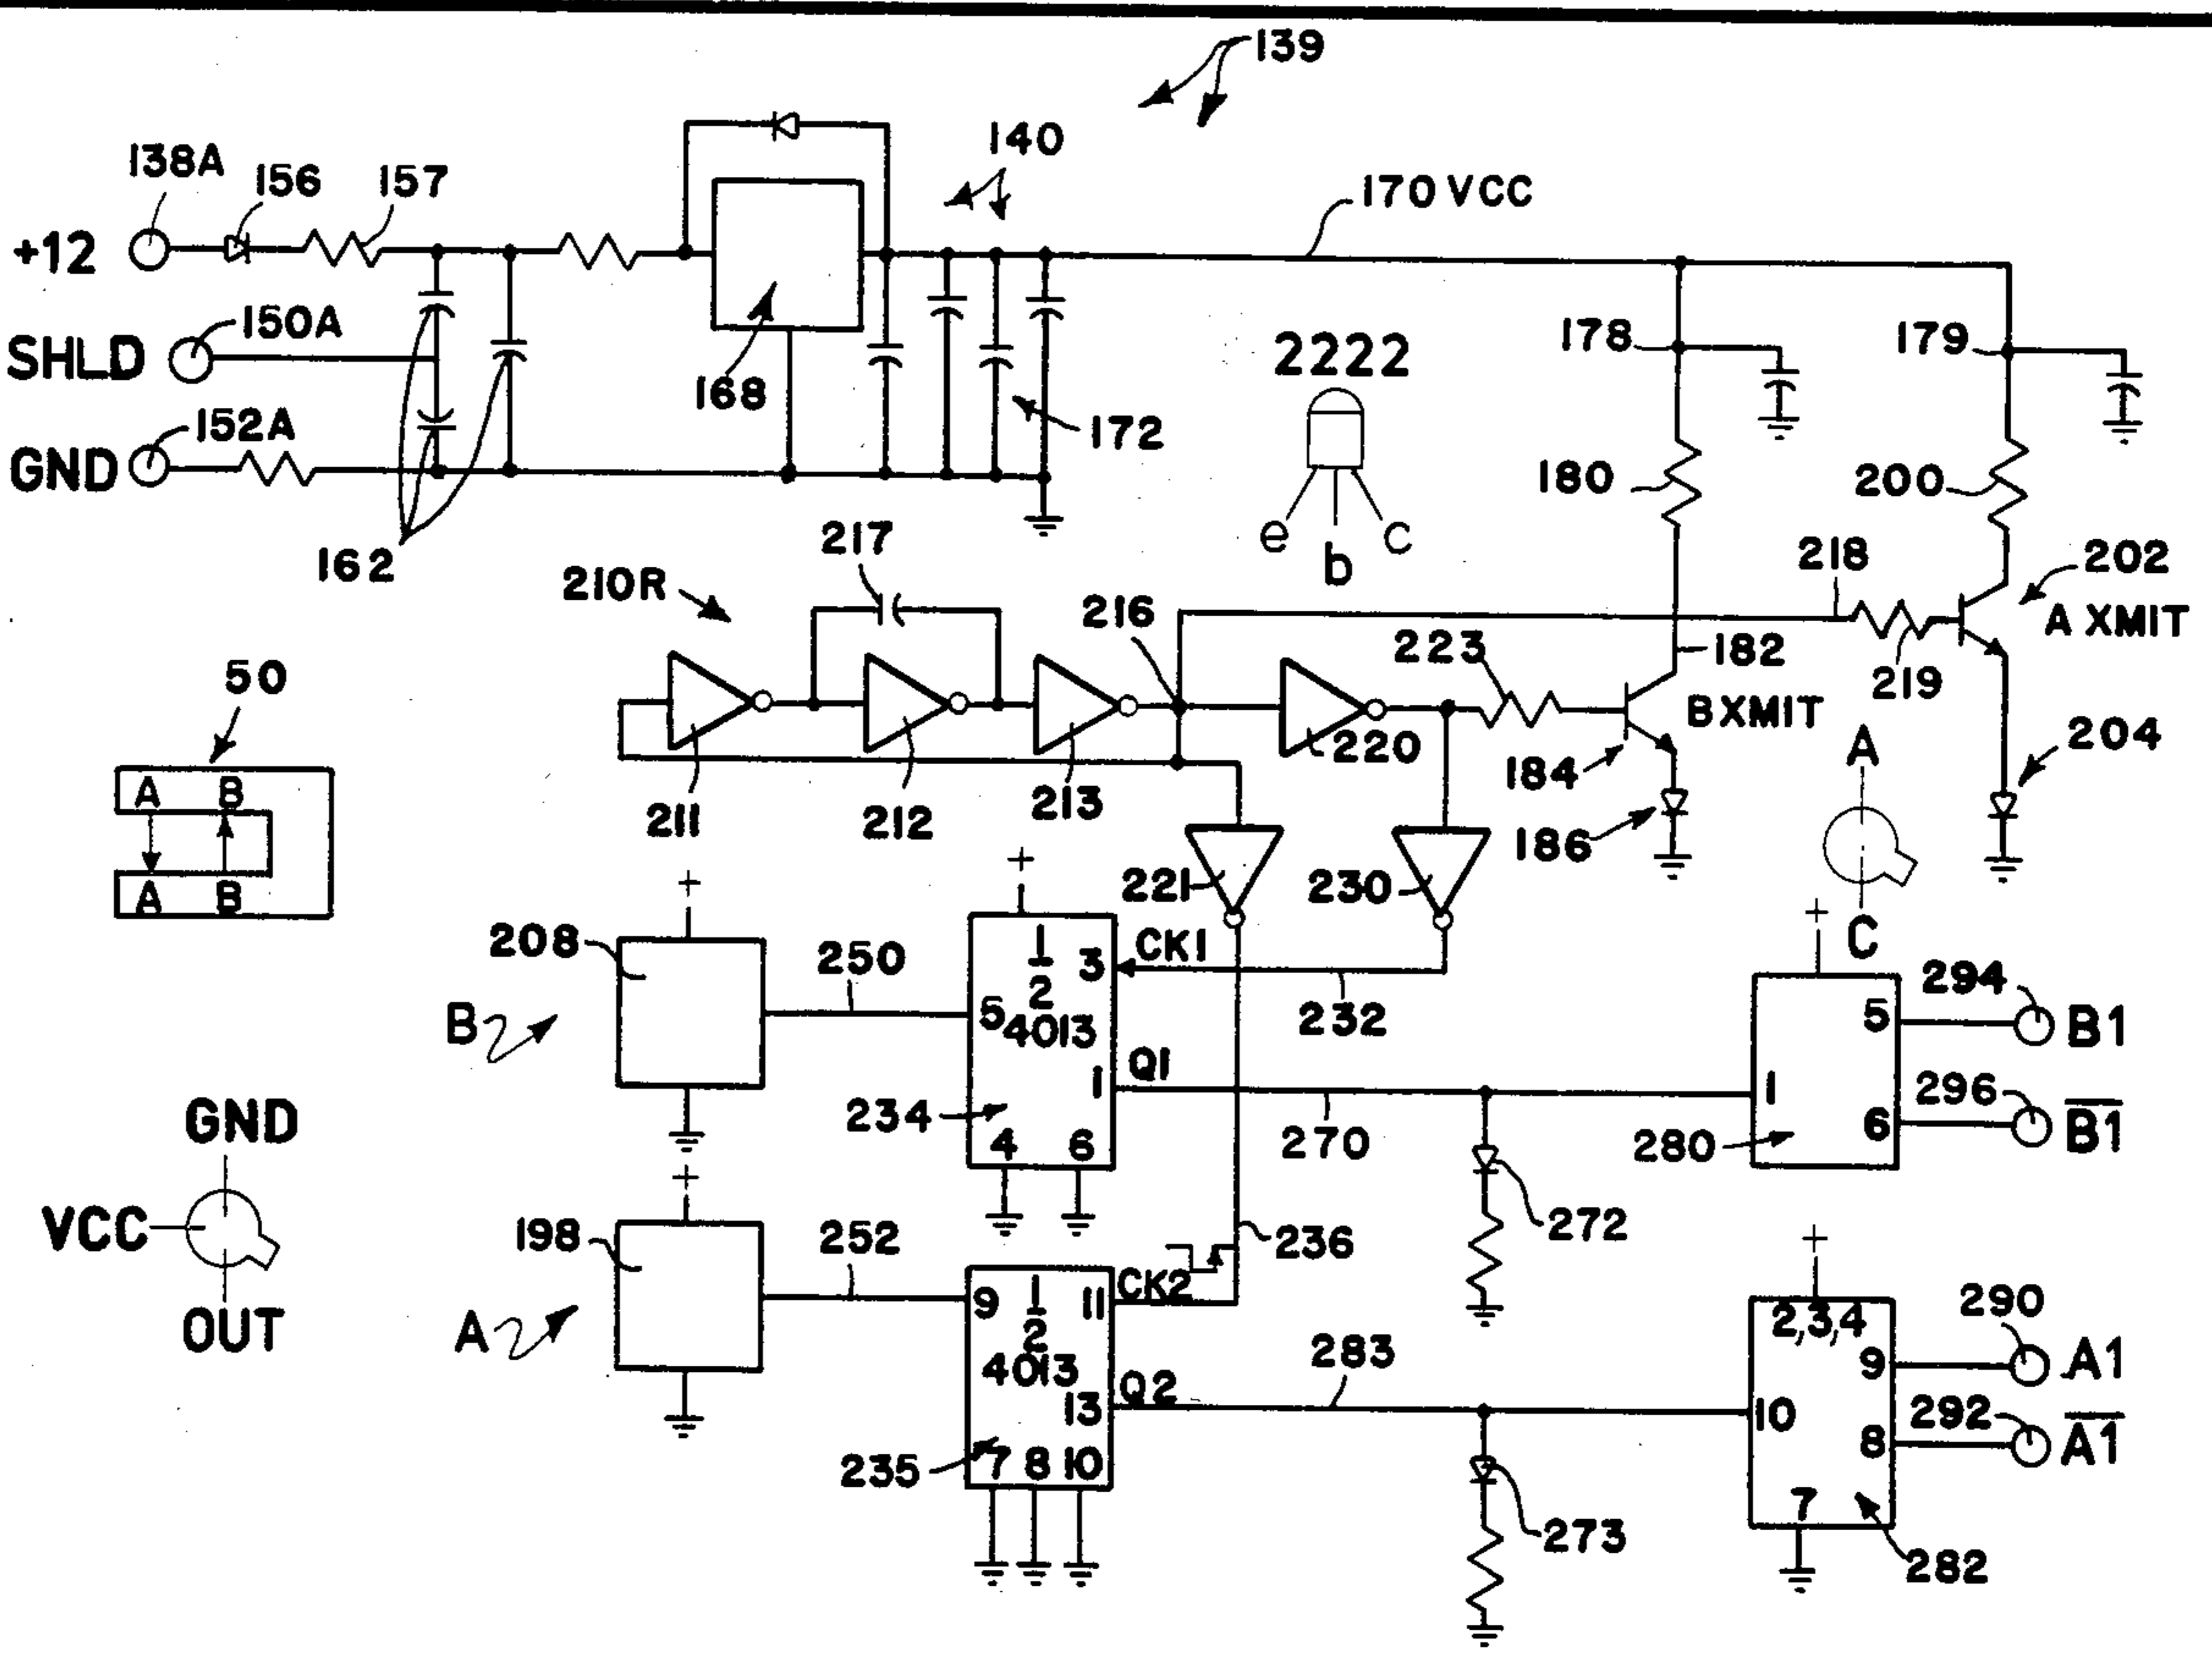 139
138A
156
157
140
170 VCC
+12
150A
SHLD
168
152A
GND
162
172
2222
e
b
c
178
179
180
200
217
210R
216
218
202
A XMIT
219
223
182
B XMIT
50
A B
A B
211
212
213
220
184
186
204
A
C
221
230
+
+
+
208
250
1
2
4013
3
CK1
5
232
B
Q1
1
234
4
6
270
280
1
5
6
294
B1
296
B1
272
GND
VCC
OUT
+
198
252
236
A
9
1
2
4013
11
CK2
Q2
13
235
7 8 10
283
273
+
2,3,4
9
10
8
7
290
A1
292
A1
282